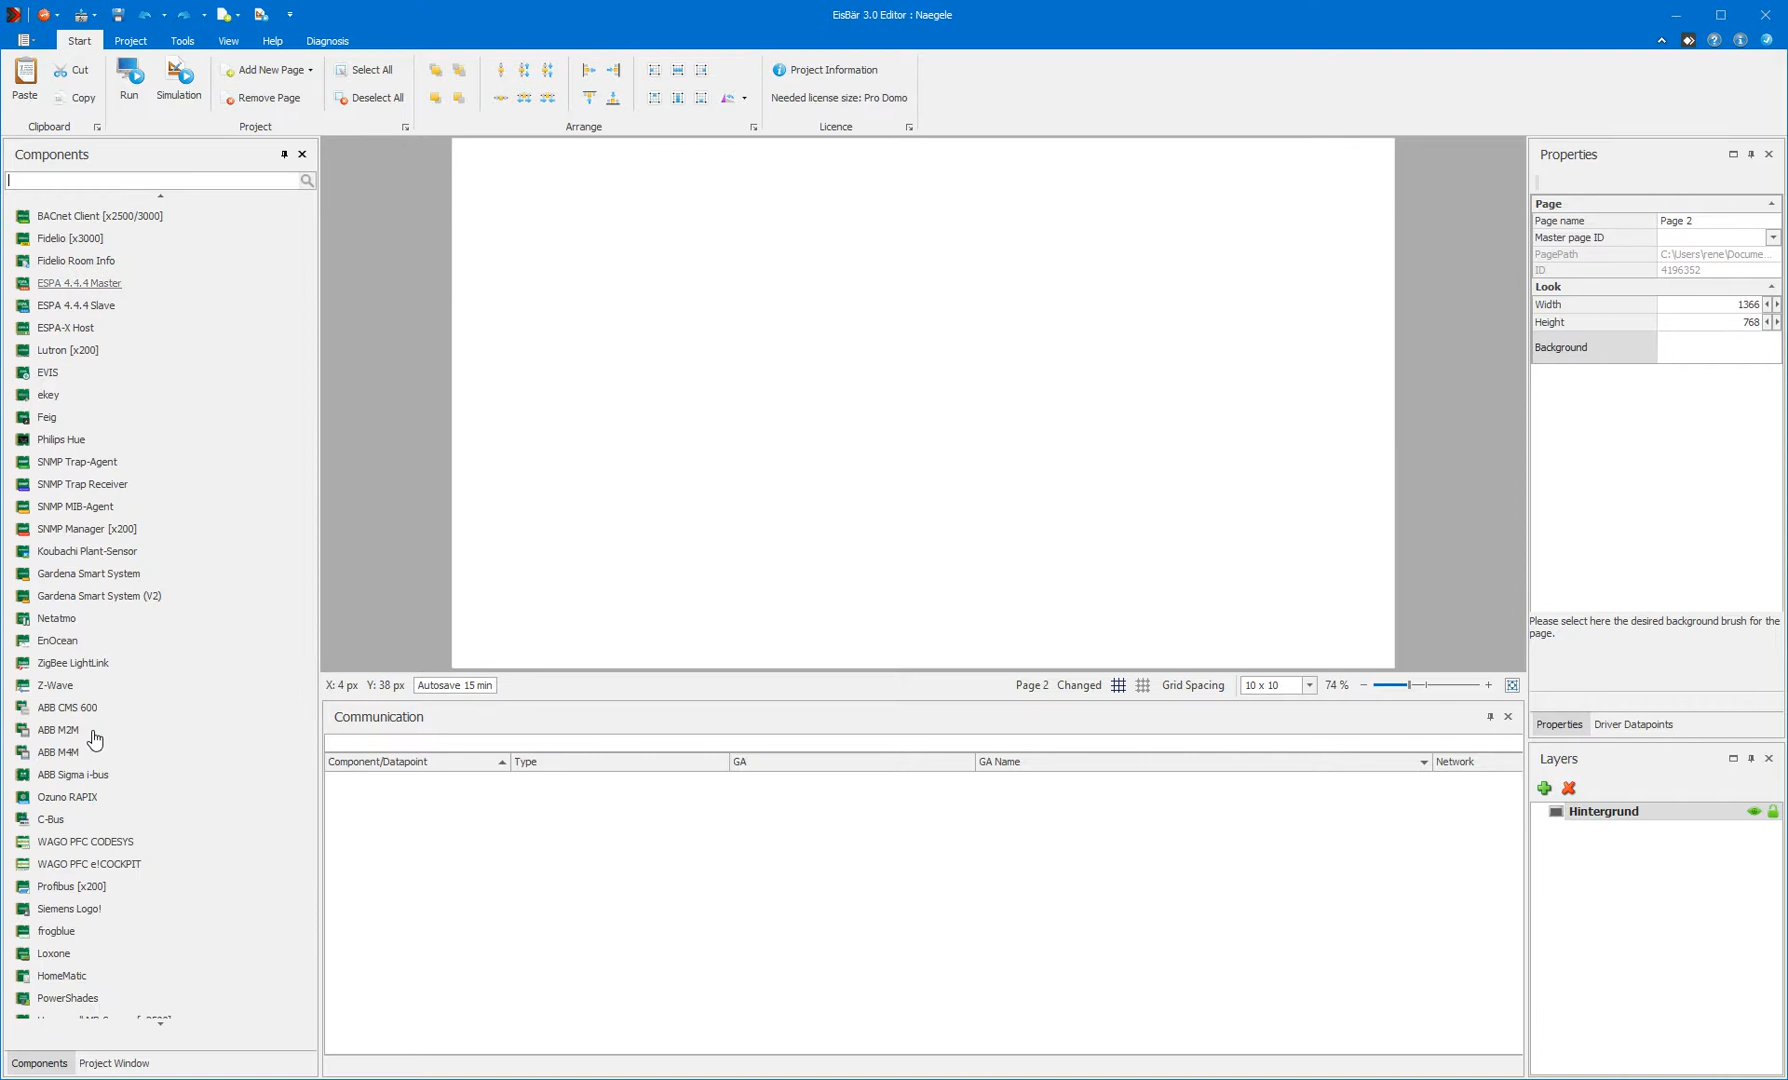 EisBär 3.0 Editor : Naegele
Start
Project
Tools
View
Help
Diagnosis
Paste
Cut
Copy
Clipboard
Run
Simulation
Add New Page
Remove Page
Project
Select All
Deselect All
Arrange
Project Information
Needed license size: Pro Domo
Licence
Components
BACnet Client [x2500/3000]
Fidelio [x3000]
Fidelio Room Info
ESPA 4.4.4 Master
ESPA 4.4.4 Slave
ESPA-X Host
Lutron [x200]
EVIS
ekey
Feig
Philips Hue
SNMP Trap-Agent
SNMP Trap Receiver
SNMP MIB-Agent
SNMP Manager [x200]
Koubachi Plant-Sensor
Gardena Smart System
Gardena Smart System (V2)
Netatmo
EnOcean
ZigBee LightLink
Z-Wave
ABB CMS 600
ABB M2M
ABB M4M
ABB Sigma i-bus
Ozuno RAPIX
C-Bus
WAGO PFC CODESYS
WAGO PFC e!COCKPIT
Profibus [x200]
Siemens Logo!
frogblue
Loxone
HomeMatic
PowerShades
Components
Project Window
X: 4 px Y: 38 px
Autosave 15 min
Page 2 Changed
Grid Spacing
10 x 10
74 %
Communication
Component/Datapoint
Type
GA
GA Name
Network
Properties
Page
Page name Page 2
Master page ID
PagePath C:\Users\rene\Docume...
ID 4196352
Look
Width 1366
Height 768
Background
Please select here the desired background brush for the
page.
Properties
Driver Datapoints
Layers
Hintergrund